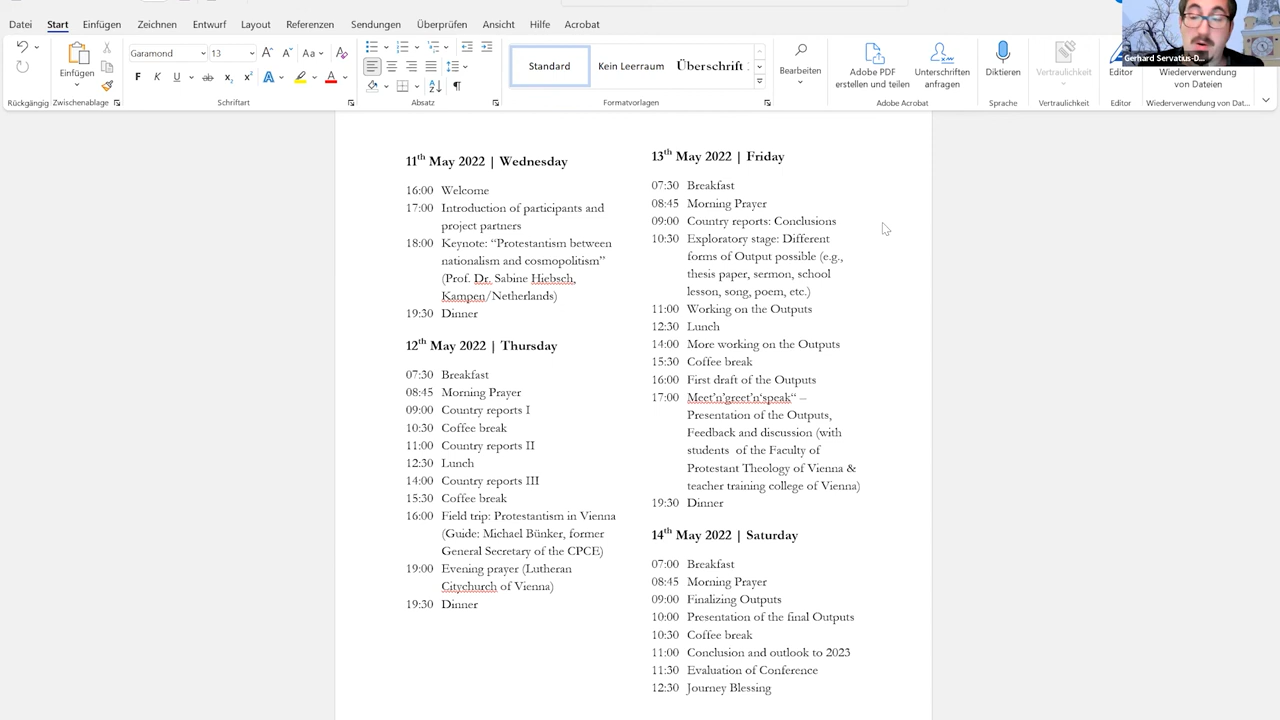 Datei Start Einfügen Zeichnen Entwurf Layout Referenzen Sendungen Überprüfen Ansicht Hilfe Acrobat
Einfügen
Garamond 13
Standard Kein Leerraum Überschrift
Bearbeiten
Adobe PDF erstellen und teilen
Unterschriften anfragen
Diktieren
Vertraulichkeit
Editor
Wiederverwendung von Dateien
Gerhard Servatius-D...
Rückgängig Zwischenablage Schriftart Absatz Formatvorlagen Adobe Acrobat Sprache Vertraulichkeit Editor Wiederverwendung von Dat...
11th May 2022 | Wednesday
16:00 Welcome
17:00 Introduction of participants and
project partners
18:00 Keynote: “Protestantism between
nationalism and cosmopolitism”
(Prof. Dr. Sabine Hiebsch,
Kampen/Netherlands)
19:30 Dinner
12th May 2022 | Thursday
07:30 Breakfast
08:45 Morning Prayer
09:00 Country reports I
10:30 Coffee break
11:00 Country reports II
12:30 Lunch
14:00 Country reports III
15:30 Coffee break
16:00 Field trip: Protestantism in Vienna
(Guide: Michael Bünker, former
General Secretary of the CPCE)
19:00 Evening prayer (Lutheran
Citychurch of Vienna)
19:30 Dinner
13th May 2022 | Friday
07:30 Breakfast
08:45 Morning Prayer
09:00 Country reports: Conclusions
10:30 Exploratory stage: Different
forms of Output possible (e.g.,
thesis paper, sermon, school
lesson, song, poem, etc.)
11:00 Working on the Outputs
12:30 Lunch
14:00 More working on the Outputs
15:30 Coffee break
16:00 First draft of the Outputs
17:00 Meet’n’greet’n‘speak“ –
Presentation of the Outputs,
Feedback and discussion (with
students of the Faculty of
Protestant Theology of Vienna &
teacher training college of Vienna)
19:30 Dinner
14th May 2022 | Saturday
07:00 Breakfast
08:45 Morning Prayer
09:00 Finalizing Outputs
10:00 Presentation of the final Outputs
10:30 Coffee break
11:00 Conclusion and outlook to 2023
11:30 Evaluation of Conference
12:30 Journey Blessing